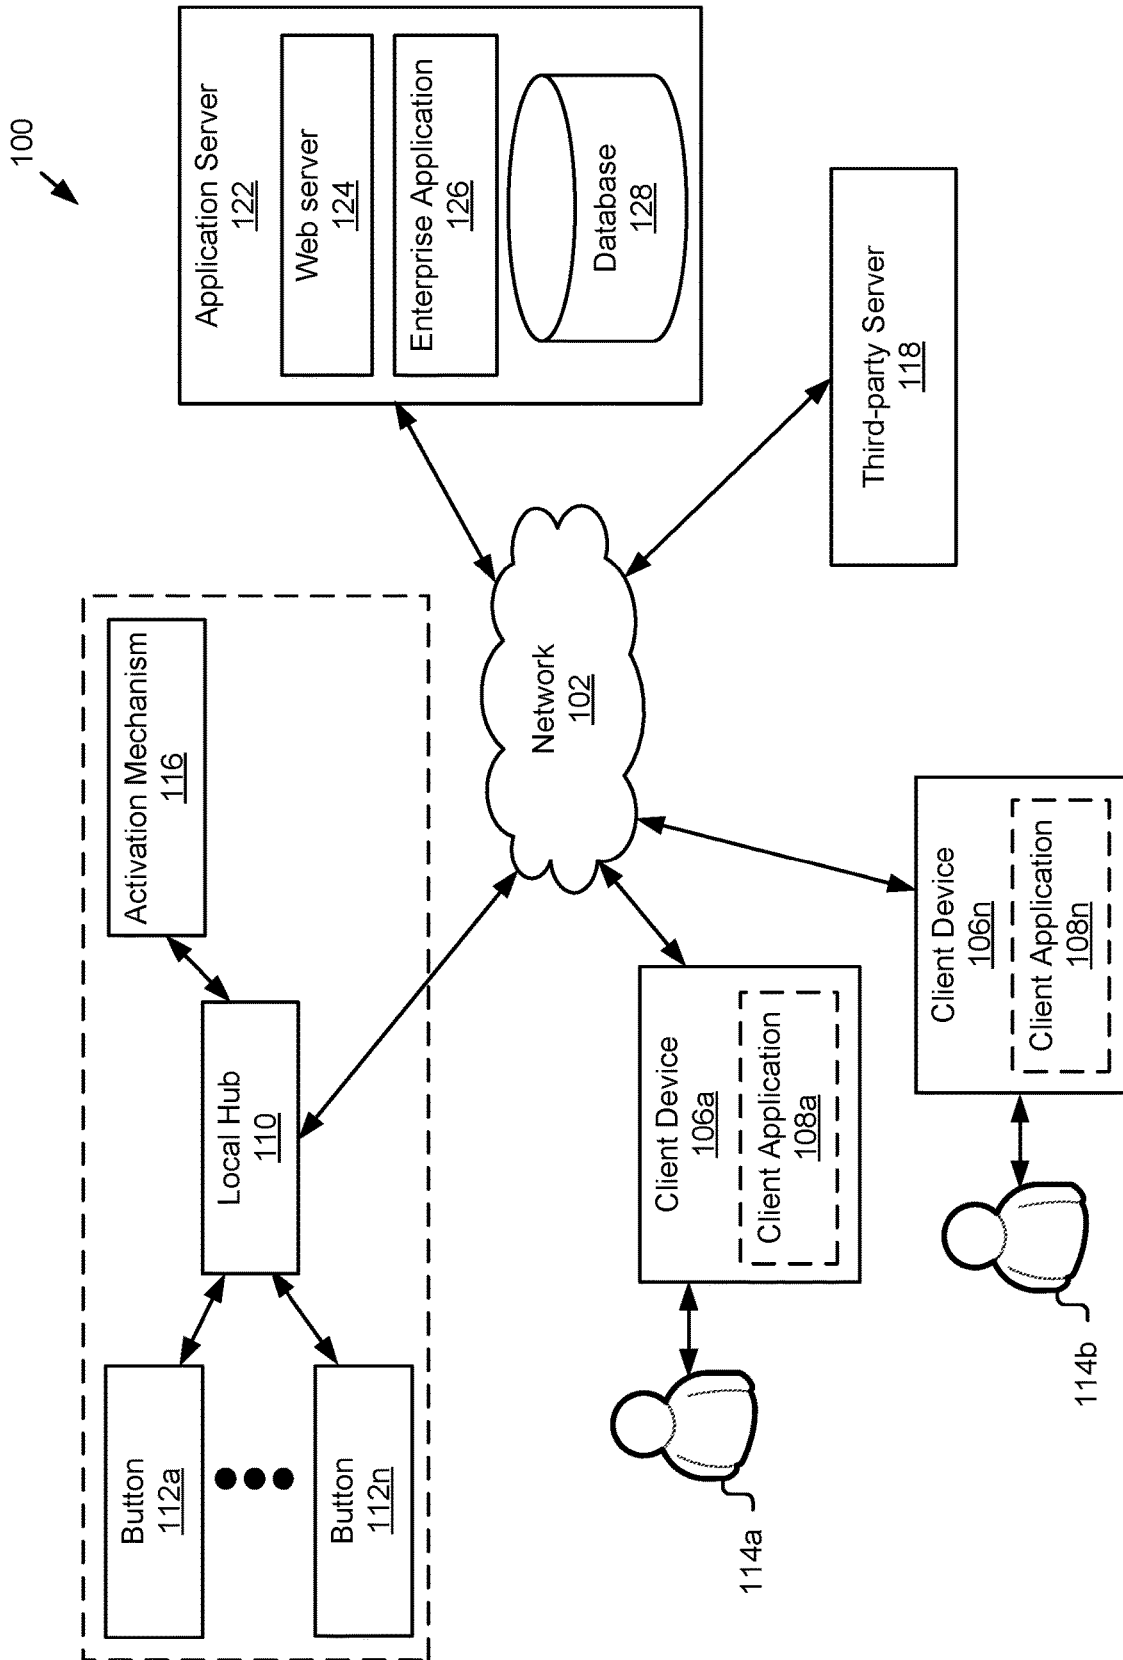 100
Button
112a
Button
112n
Local Hub
110
Activation Mechanism
116
Application Server
122
Web server
124
Enterprise Application
126
Database
128
Network
102
Third-party Server
118
Client Device
106a
Client Application
108a
Client Device
106n
Client Application
108n
114a
114b